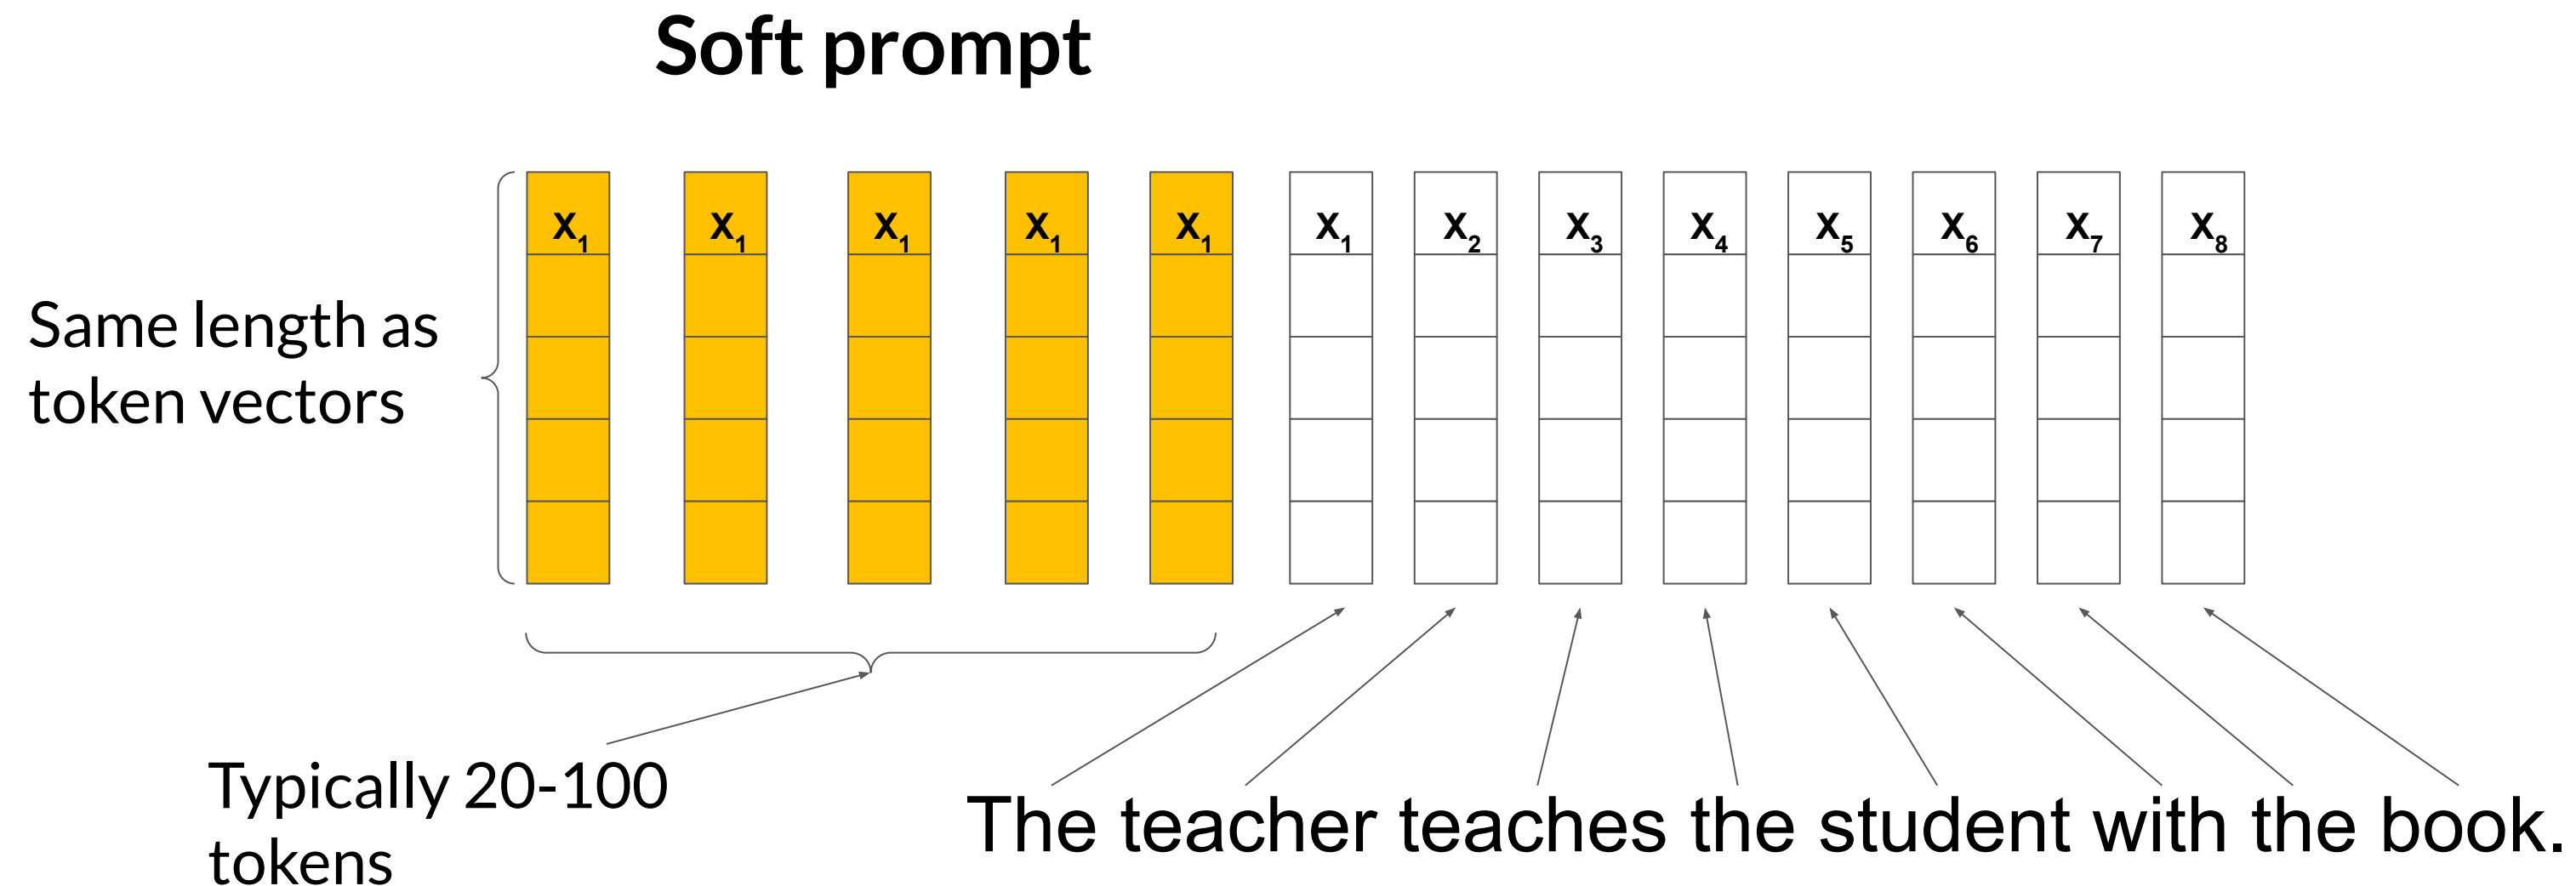 Soft prompt
X₁ X₁ X₁ X₁ X₁ X₁ X₂ X₃ X₄ X₅ X₆ X₇ X₈
Same length as
token vectors
Typically 20-100
tokens
The teacher teaches the student with the book.